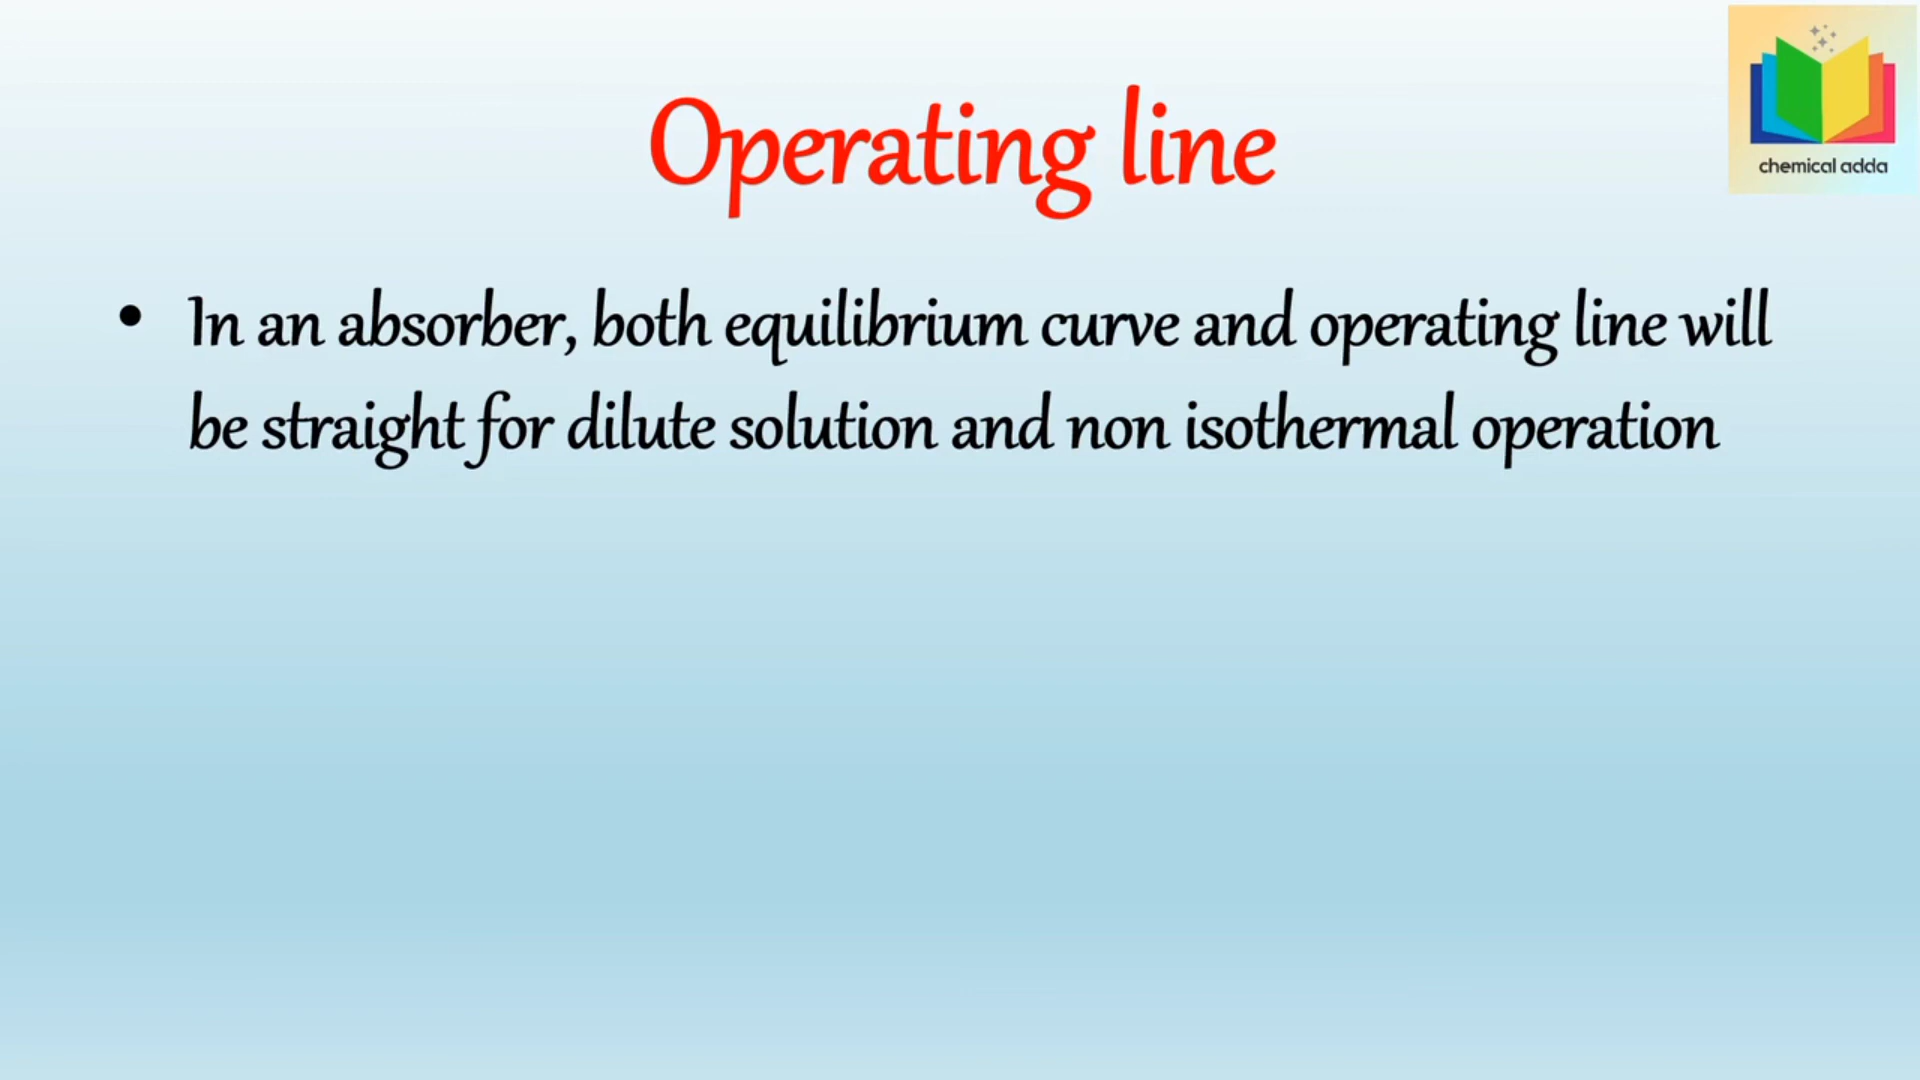 Operating line
chemical adda
• In an absorber, both equilibrium curve and operating line will
be straight for dilute solution and non isothermal operation